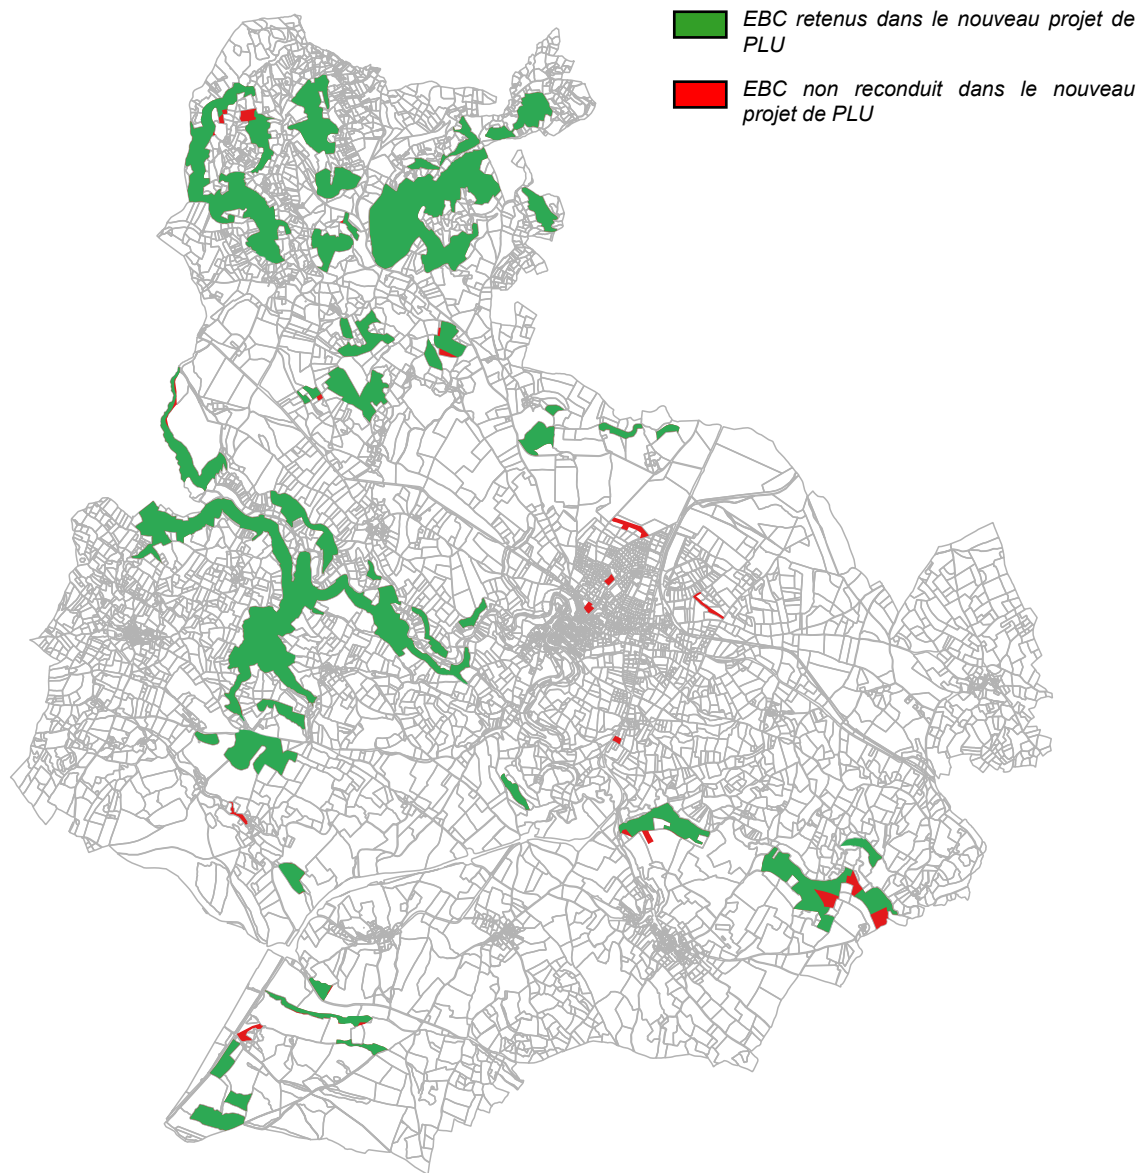 EBC retenus dans le nouveau projet de
PLU
EBC non reconduit dans le nouveau
projet de PLU